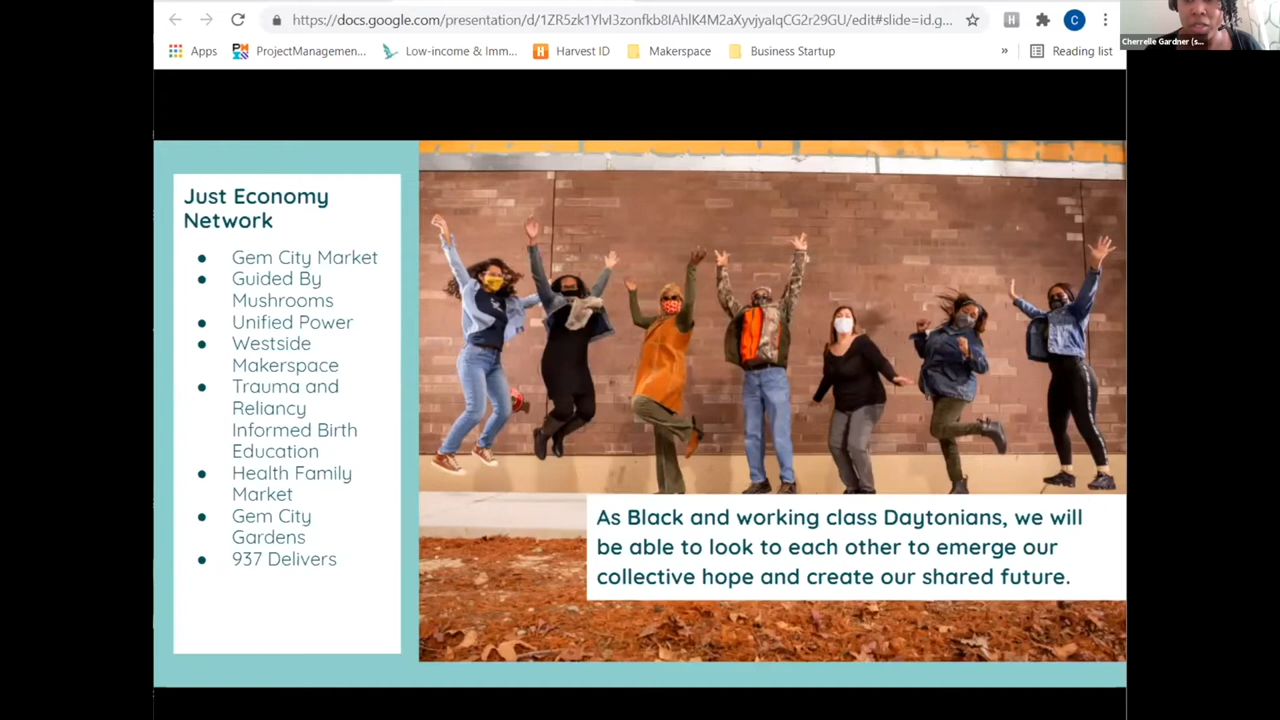 https://docs.google.com/presentation/d/1ZR5zk1YlvI3zonfkb8IAhlK4M2aXyvjyaIqCG2r29GU/edit#slide=id.g...
C
Apps
ProjectManagemen...
Low-income & Imm...
Harvest ID
Makerspace
Business Startup
»
Reading list
Cherrelle Gardner (s...
Just Economy
Network
● Gem City Market
● Guided By
Mushrooms
● Unified Power
● Westside
Makerspace
● Trauma and
Reliancy
Informed Birth
Education
● Health Family
Market
● Gem City
Gardens
● 937 Delivers
As Black and working class Daytonians, we will
be able to look to each other to emerge our
collective hope and create our shared future.